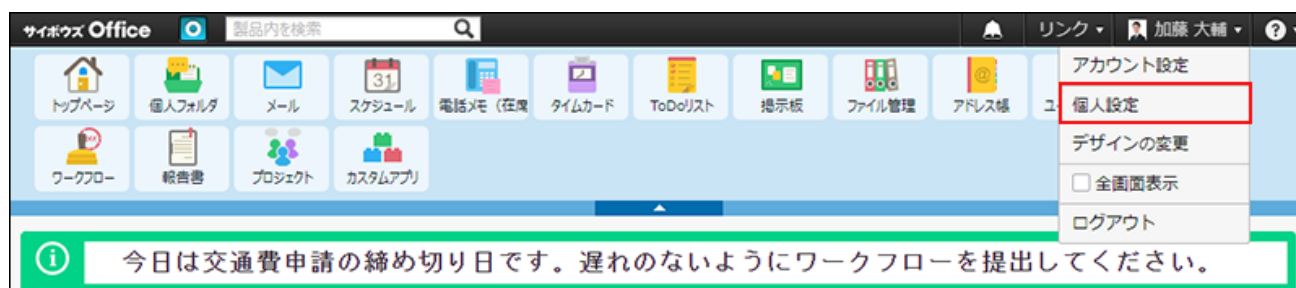 サイボウズ Office 製品内を検索 リンク 加藤 大輔 ?
アカウント設定
トップページ 個人フォルダ メール スケジュール 電話メモ（在席 タイムカード ToDoリスト 掲示板 ファイル管理 アドレス帳 ユ
個人設定
デザインの変更
ワークフロー 報告書 プロジェクト カスタムアプリ
全画面表示
ログアウト
今日は交通費申請の締め切り日です。遅れのないようにワークフローを提出してください。